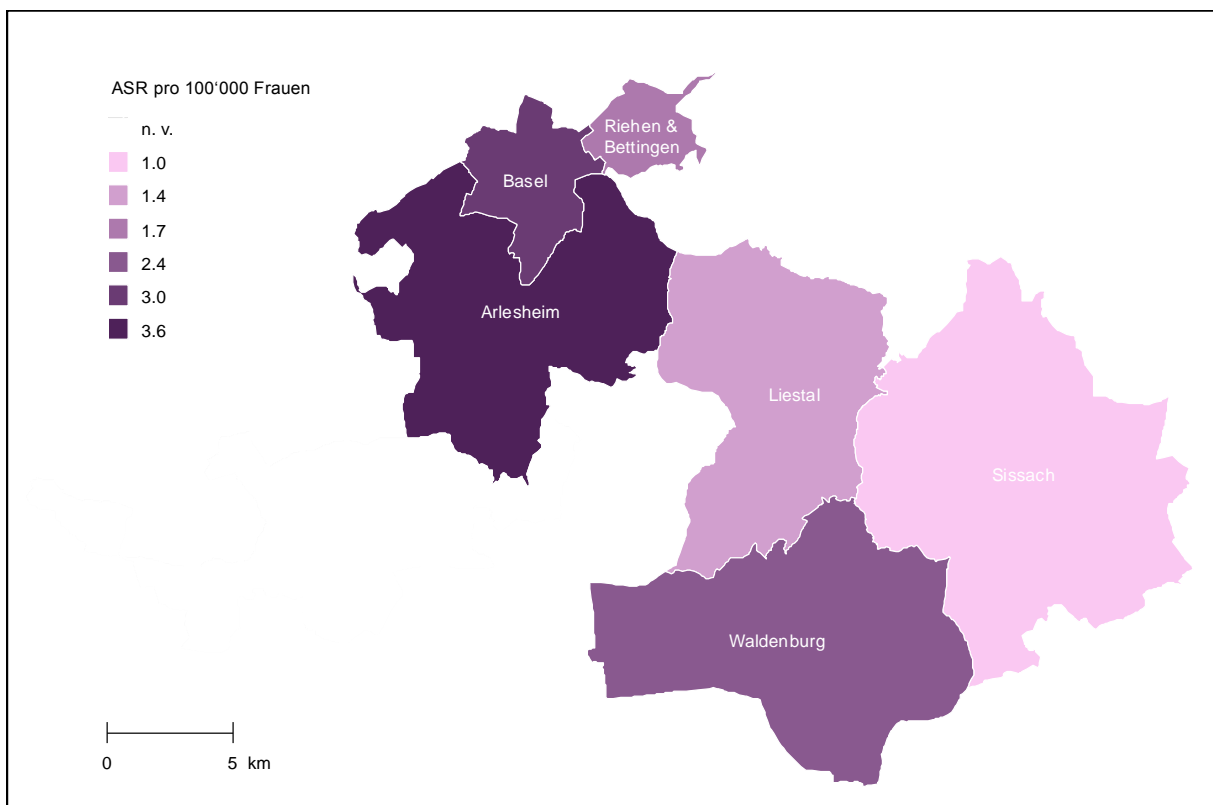 ASR pro 100‘000 Frauen
n. v.
1.0
1.4
1.7
2.4
3.0
3.6
Riehen &
Bettingen
Basel
Arlesheim
Liestal
Sissach
Waldenburg
0 5 km